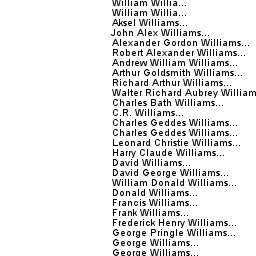 William Willia...
William Willia...
Aksel Williams...
John Alex Williams...
Alexander Gordon Williams...
Robert Alexander Williams...
Andrew William Williams...
Arthur Goldsmith Williams...
Richard Arthur Williams...
Walter Richard Aubrey William
Charles Bath Williams...
C.R. Williams...
Charles Geddes Williams...
Charles Geddes Williams...
Leonard Christie Williams...
Harry Claude Williams...
David Williams...
David George Williams...
William Donald Williams...
Donald Williams...
Francis Williams...
Frank Williams...
Frederick Henry Williams...
George Pringle Williams...
George Williams...
George Williams...